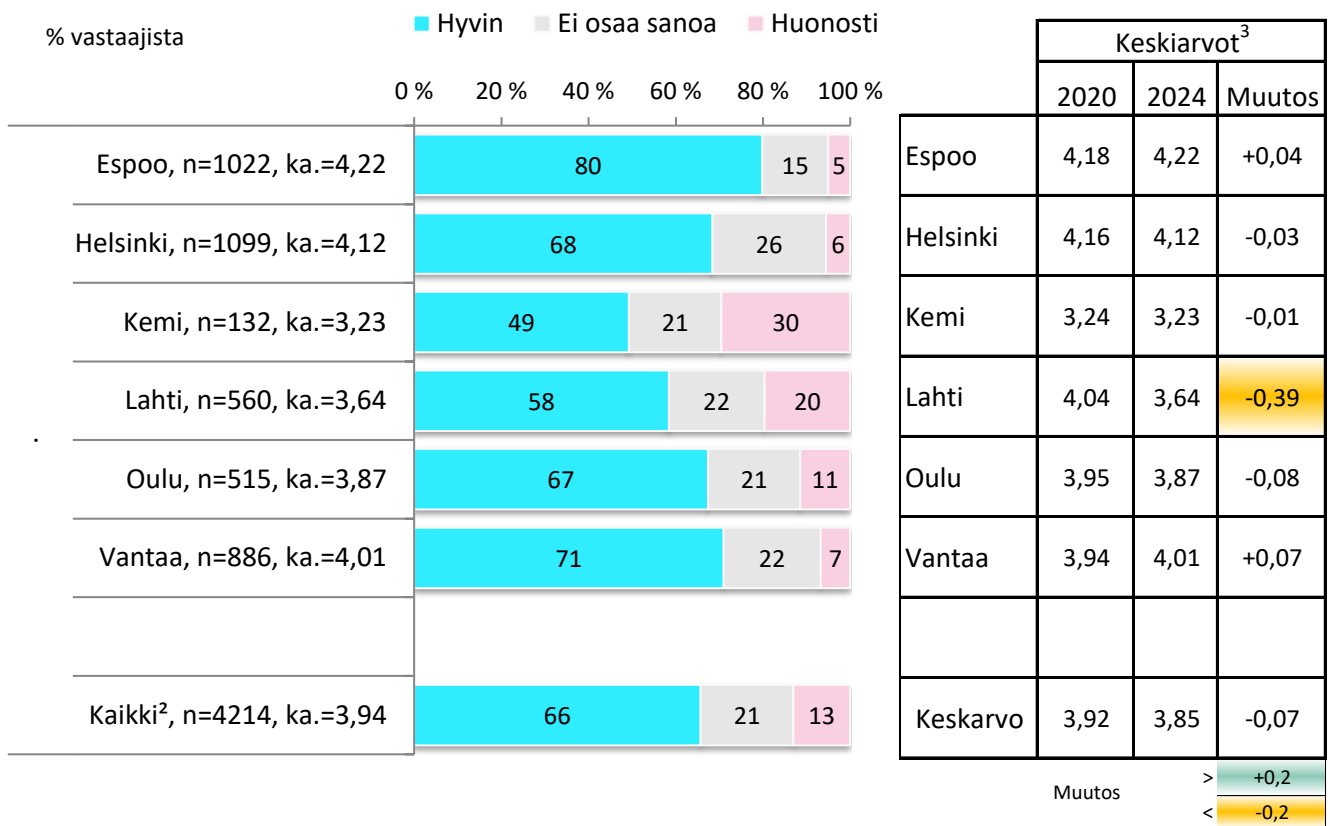 % vastaajista
Hyvin Ei osaa sanoa Huonosti
0 % 20 % 40 % 60 % 80 % 100 %
Espoo, n=1022, ka.=4,22 80 15 5
Helsinki, n=1099, ka.=4,12 68 26 6
Kemi, n=132, ka.=3,23 49 21 30
Lahti, n=560, ka.=3,64 58 22 20
.
Oulu, n=515, ka.=3,87 67 21 11
Vantaa, n=886, ka.=4,01 71 22 7
Kaikki², n=4214, ka.=3,94 66 21 13
Keskiarvot³
2020 2024 Muutos
Espoo 4,18 4,22 +0,04
Helsinki 4,16 4,12 -0,03
Kemi 3,24 3,23 -0,01
Lahti 4,04 3,64 -0,39
Oulu 3,95 3,87 -0,08
Vantaa 3,94 4,01 +0,07
Keskarvo 3,92 3,85 -0,07
Muutos
> +0,2
< -0,2